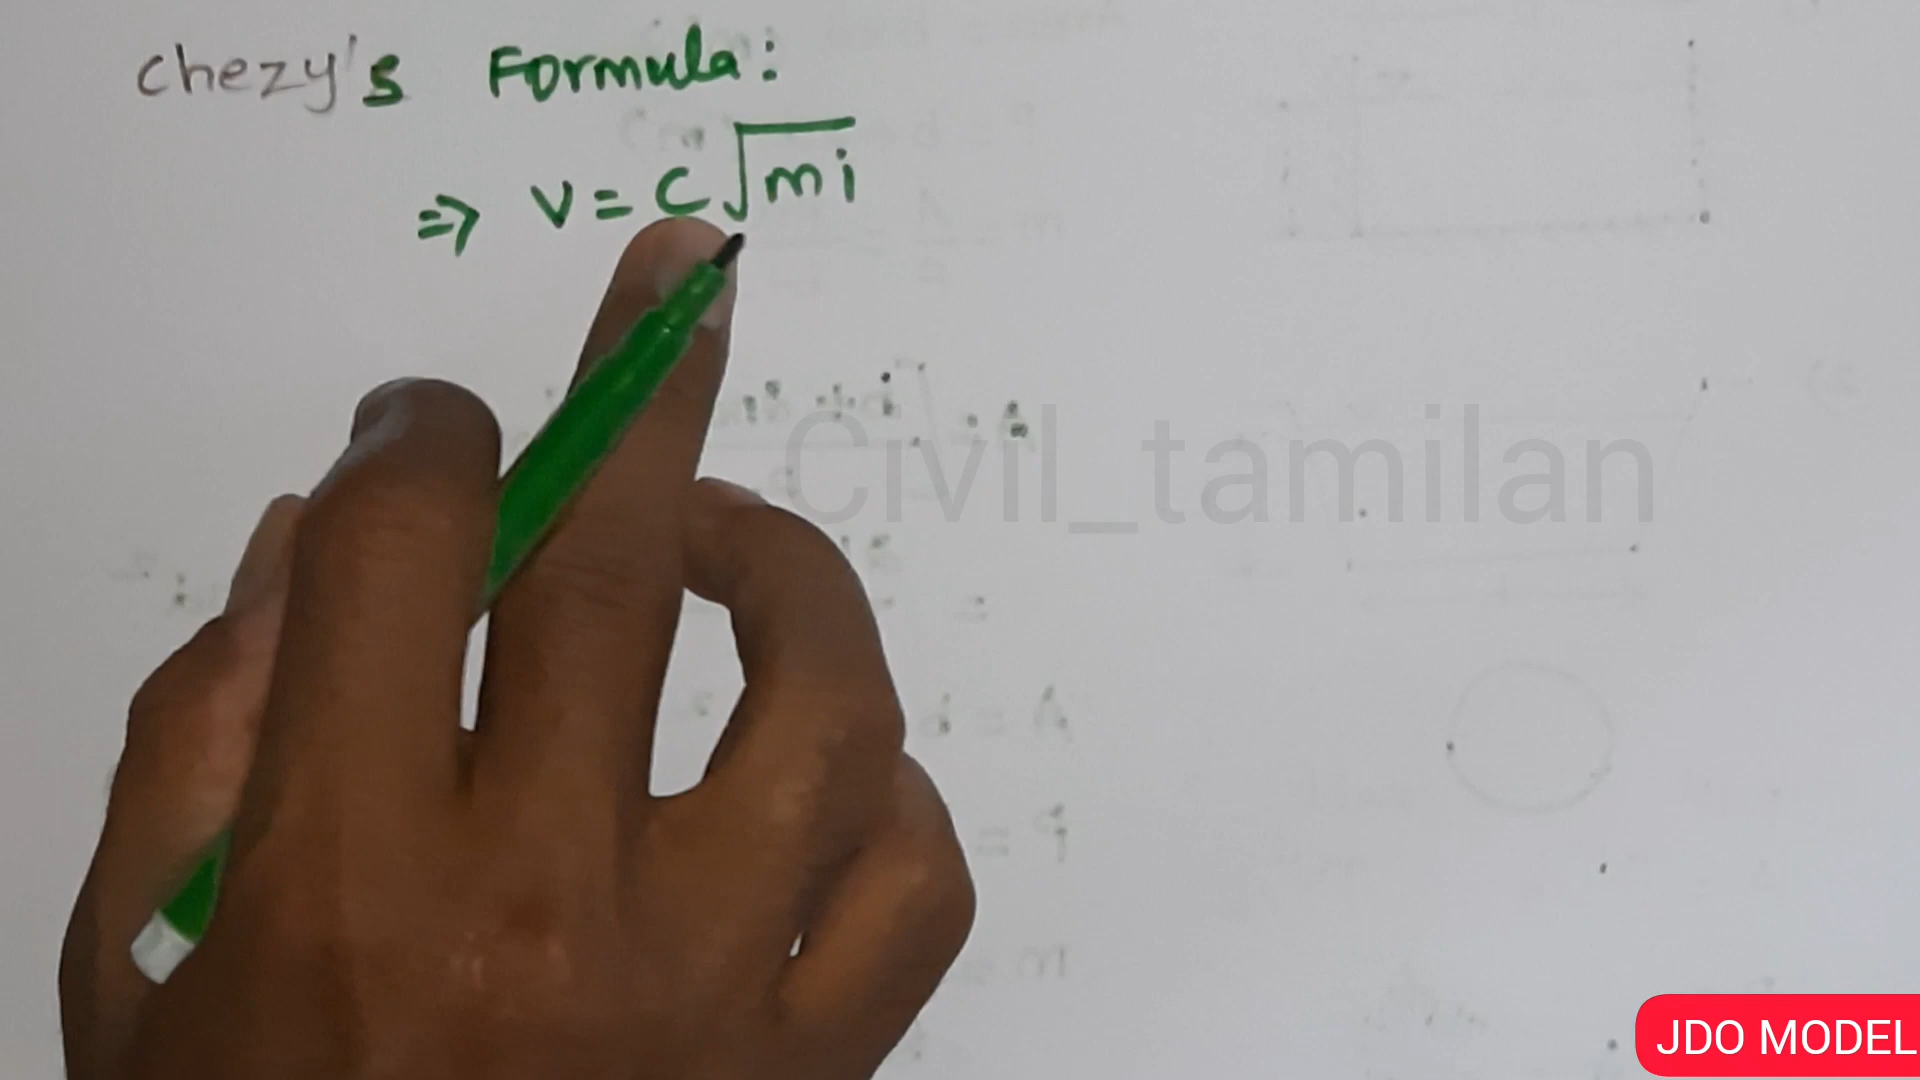 chezy's Formula:
⇒ v = C √mi
Civil_tamilan
JDO MODEL